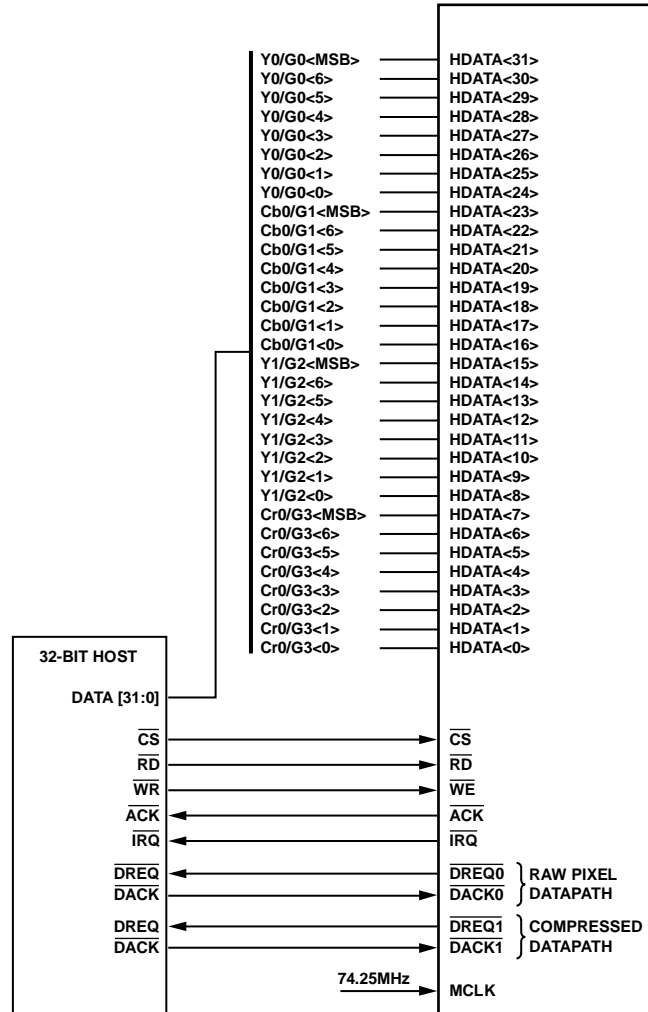 Y0/G0<MSB> HDATA<31>
Y0/G0<6> HDATA<30>
Y0/G0<5> HDATA<29>
Y0/G0<4> HDATA<28>
Y0/G0<3> HDATA<27>
Y0/G0<2> HDATA<26>
Y0/G0<1> HDATA<25>
Y0/G0<0> HDATA<24>
Cb0/G1<MSB> HDATA<23>
Cb0/G1<6> HDATA<22>
Cb0/G1<5> HDATA<21>
Cb0/G1<4> HDATA<20>
Cb0/G1<3> HDATA<19>
Cb0/G1<2> HDATA<18>
Cb0/G1<1> HDATA<17>
Cb0/G1<0> HDATA<16>
Y1/G2<MSB> HDATA<15>
Y1/G2<6> HDATA<14>
Y1/G2<5> HDATA<13>
Y1/G2<4> HDATA<12>
Y1/G2<3> HDATA<11>
Y1/G2<2> HDATA<10>
Y1/G2<1> HDATA<9>
Y1/G2<0> HDATA<8>
Cr0/G3<MSB> HDATA<7>
Cr0/G3<6> HDATA<6>
Cr0/G3<5> HDATA<5>
Cr0/G3<4> HDATA<4>
Cr0/G3<3> HDATA<3>
Cr0/G3<2> HDATA<2>
Cr0/G3<1> HDATA<1>
Cr0/G3<0> HDATA<0>
32-BIT HOST
DATA [31:0]
CS CS
RD RD
WR WE
ACK ACK
IRQ IRQ
DREQ DREQ0 RAW PIXEL
DACK DACK0 DATAPATH
DREQ DREQ1 COMPRESSED
DACK DACK1 DATAPATH
74.25MHz MCLK